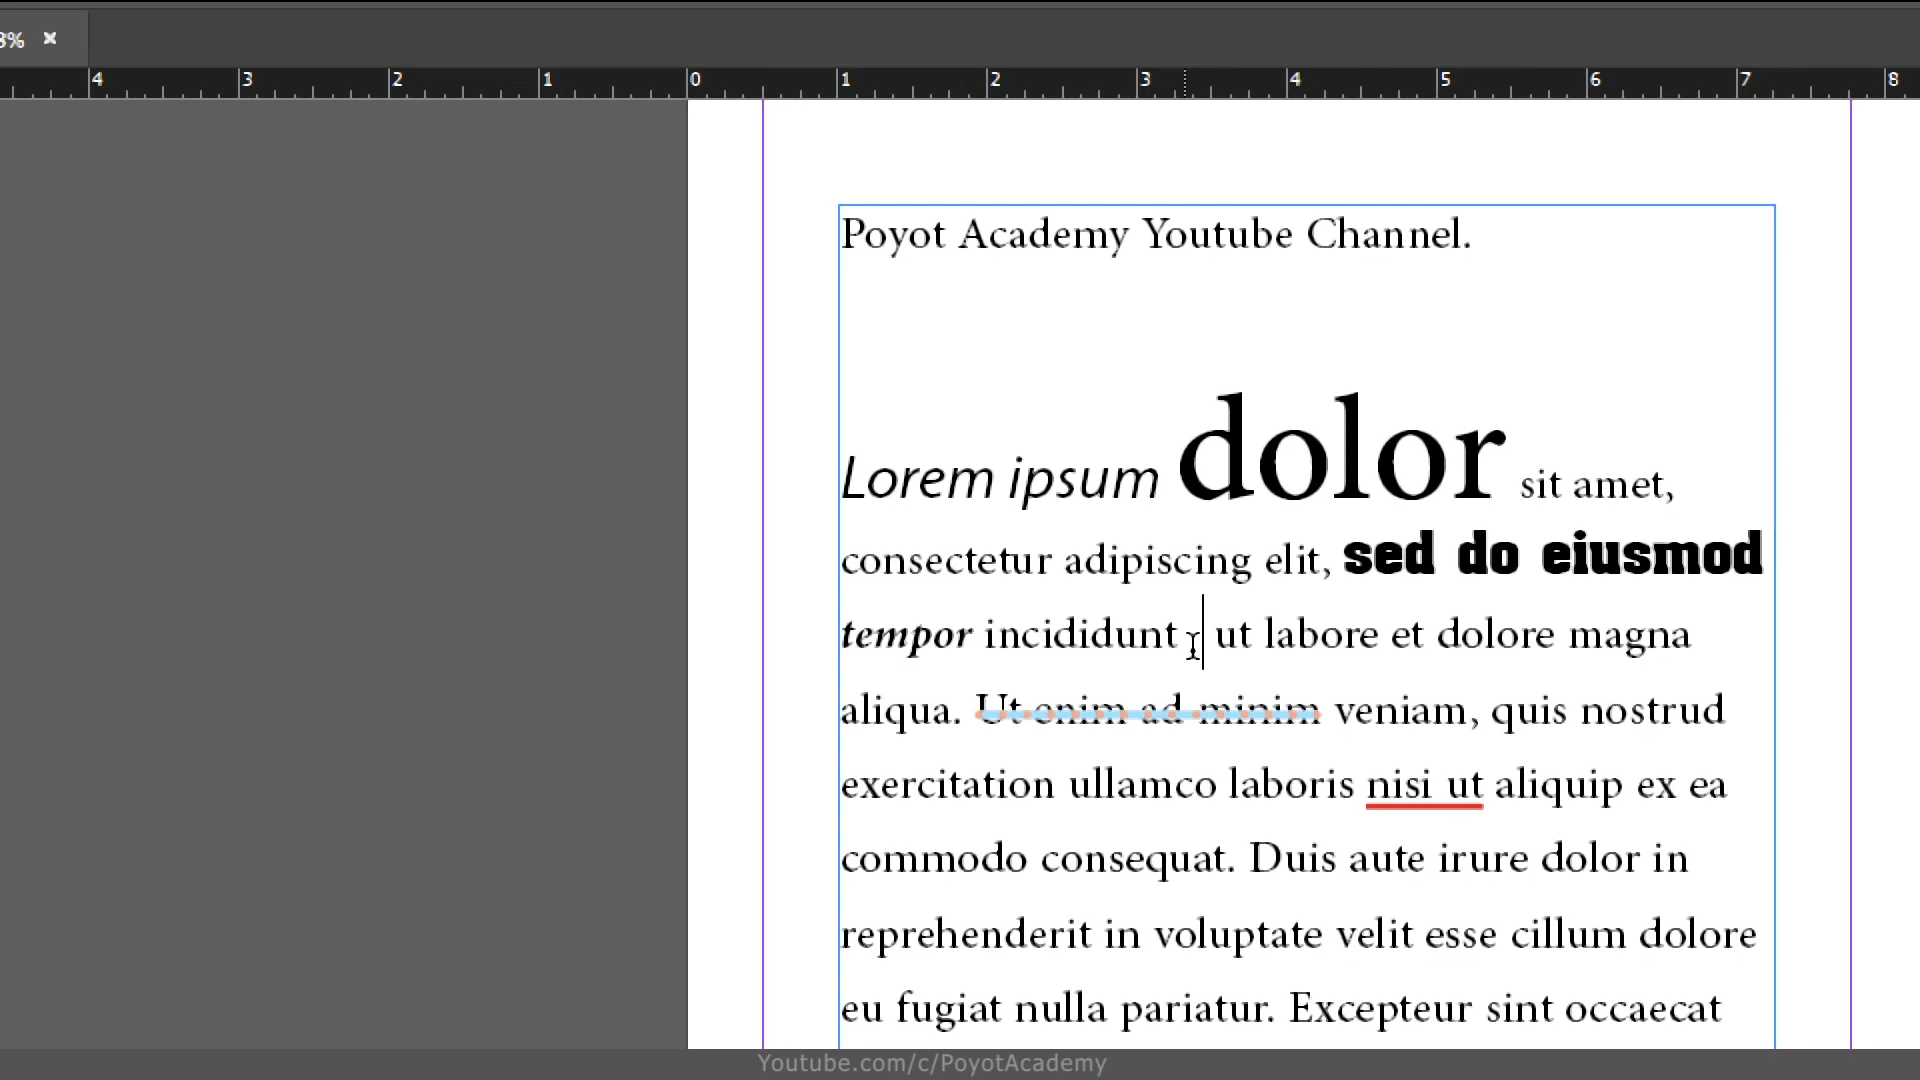 8% ×
4 3 2 1 0 1 2 3 4 5 6 7 8
Poyot Academy Youtube Channel.
Lorem ipsum dolor sit amet,
consectetur adipiscing elit, sed do eiusmod
tempor incididunt ut labore et dolore magna
aliqua. Ut enim ad minim veniam, quis nostrud
exercitation ullamco laboris nisi ut aliquip ex ea
commodo consequat. Duis aute irure dolor in
reprehenderit in voluptate velit esse cillum dolore
eu fugiat nulla pariatur. Excepteur sint occaecat
Youtube.com/c/PoyotAcademy